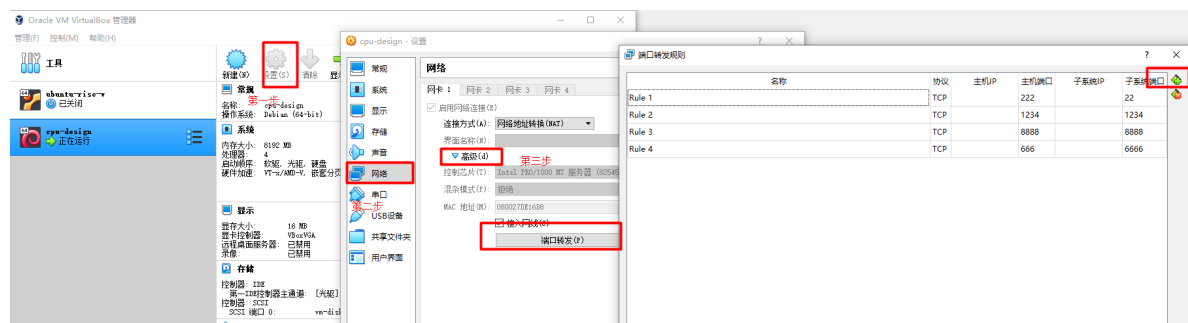 Oracle VM VirtualBox 管理器
管理(F) 控制(M) 帮助(H)
工具
新建(N) 设置(S) 清除
ubuntu-risc-v
已关闭
cpu-design
正在运行
第一步
常规
名称: cpu-design
操作系统: Debian (64-bit)
系统
内存大小: 8192 MB
处理器: 4
启动顺序: 软驱, 光驱, 硬盘
硬件加速: VT-x/AMD-V, 嵌套分页
显示
显存大小: 16 MB
显卡控制器: VBoxVGA
远程桌面服务器: 已禁用
录像: 已禁用
存储
控制器: IDE
第一IDE控制器主通道: [光驱]
控制器: SCSI
SCSI 端口 0:
cpu-design - 设置
常规
系统
显示
存储
声音
网络
串口
第二步
USB设备
共享文件夹
用户界面
网络
网卡 1 网卡 2 网卡 3 网卡 4
启用网络连接(E)
连接方式(A): 网络地址转换(NAT)
界面名称(N):
高级(d)
第三步
控制芯片(T): Intel PRO/1000 MT 服务器 (82545
混杂模式(P): 拒绝
MAC 地址(M): 080027DE16D8
接入网线(C)
端口转发(P)
端口转发规则
名称 协议 主机IP 主机端口 子系统IP 子系统端口
Rule 1 TCP 222 22
Rule 2 TCP 1234 1234
Rule 3 TCP 8888 8888
Rule 4 TCP 666 6666